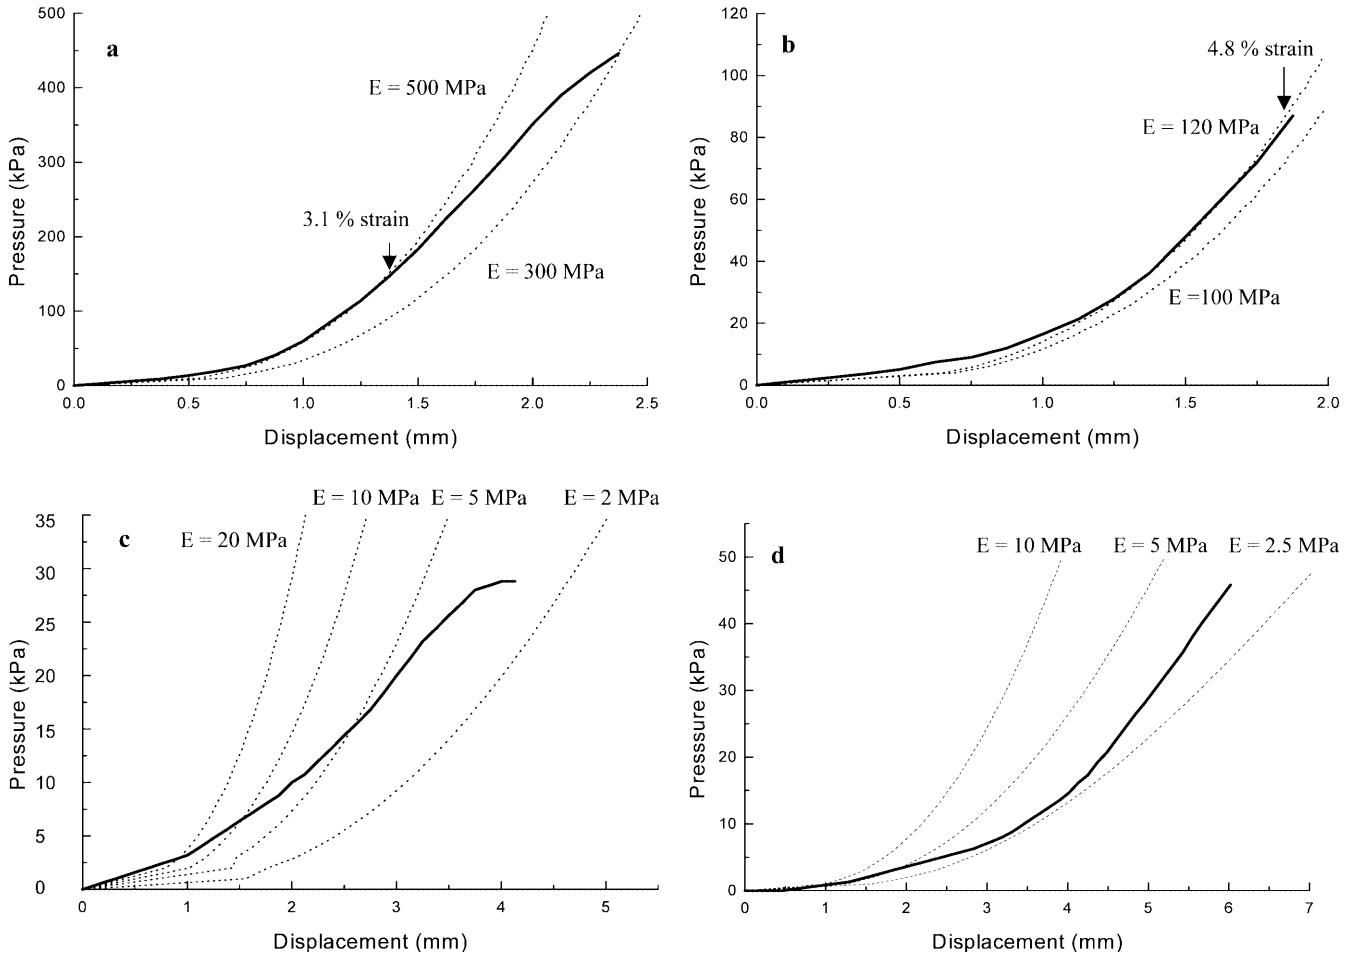 a
500
400
300
200
100
0
Pressure (kPa)
E = 500 MPa
3.1 % strain
E = 300 MPa
0.0 0.5 1.0 1.5 2.0 2.5
Displacement (mm)
b
120
100
80
60
40
20
0
Pressure (kPa)
4.8 % strain
E = 120 MPa
E =100 MPa
0.0 0.5 1.0 1.5 2.0
Displacement (mm)
c
35
30
25
20
15
10
5
0
Pressure (kPa)
E = 10 MPa E = 5 MPa E = 2 MPa
E = 20 MPa
0 1 2 3 4 5
Displacement (mm)
d
50
40
30
20
10
0
Presssure (kPa)
E = 10 MPa E = 5 MPa E = 2.5 MPa
0 1 2 3 4 5 6 7
Displacement (mm)